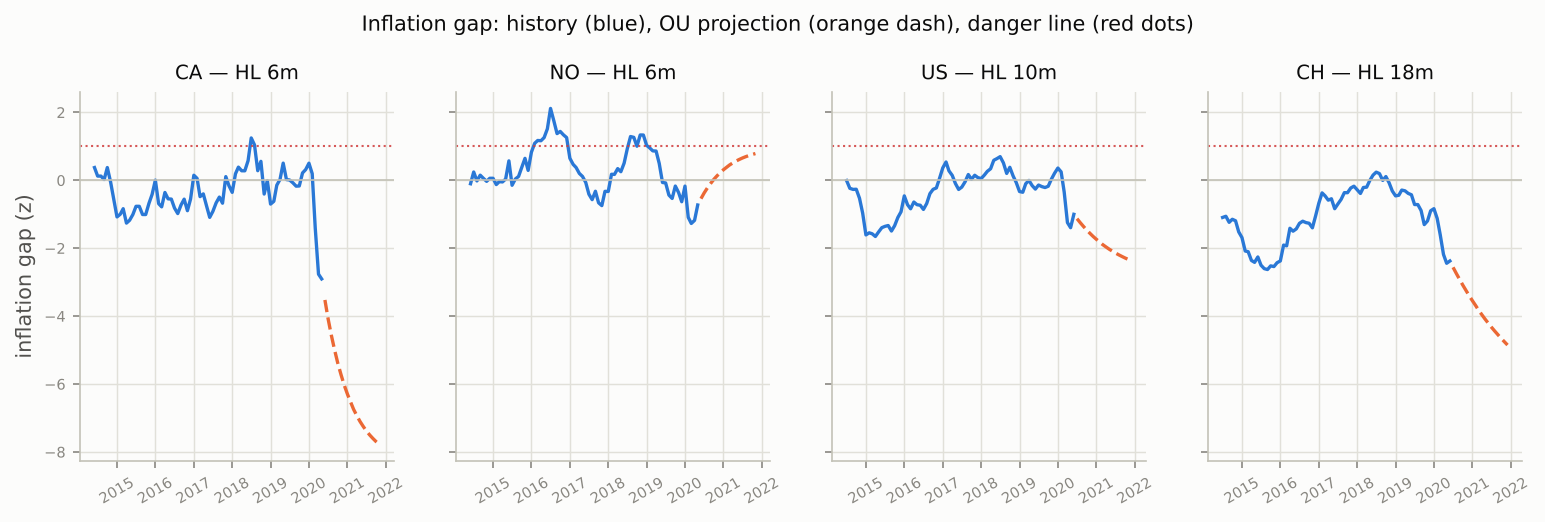 Inflation gap: history (blue), OU projection (orange dash), danger line (red dots)
CA — HL 6m
NO — HL 6m
US — HL 10m
CH — HL 18m
inflation gap (z)
2
0
−2
−4
−6
−8
2015 2016 2017 2018 2019 2020 2021 2022
2015 2016 2017 2018 2019 2020 2021 2022
2015 2016 2017 2018 2019 2020 2021 2022
2015 2016 2017 2018 2019 2020 2021 2022